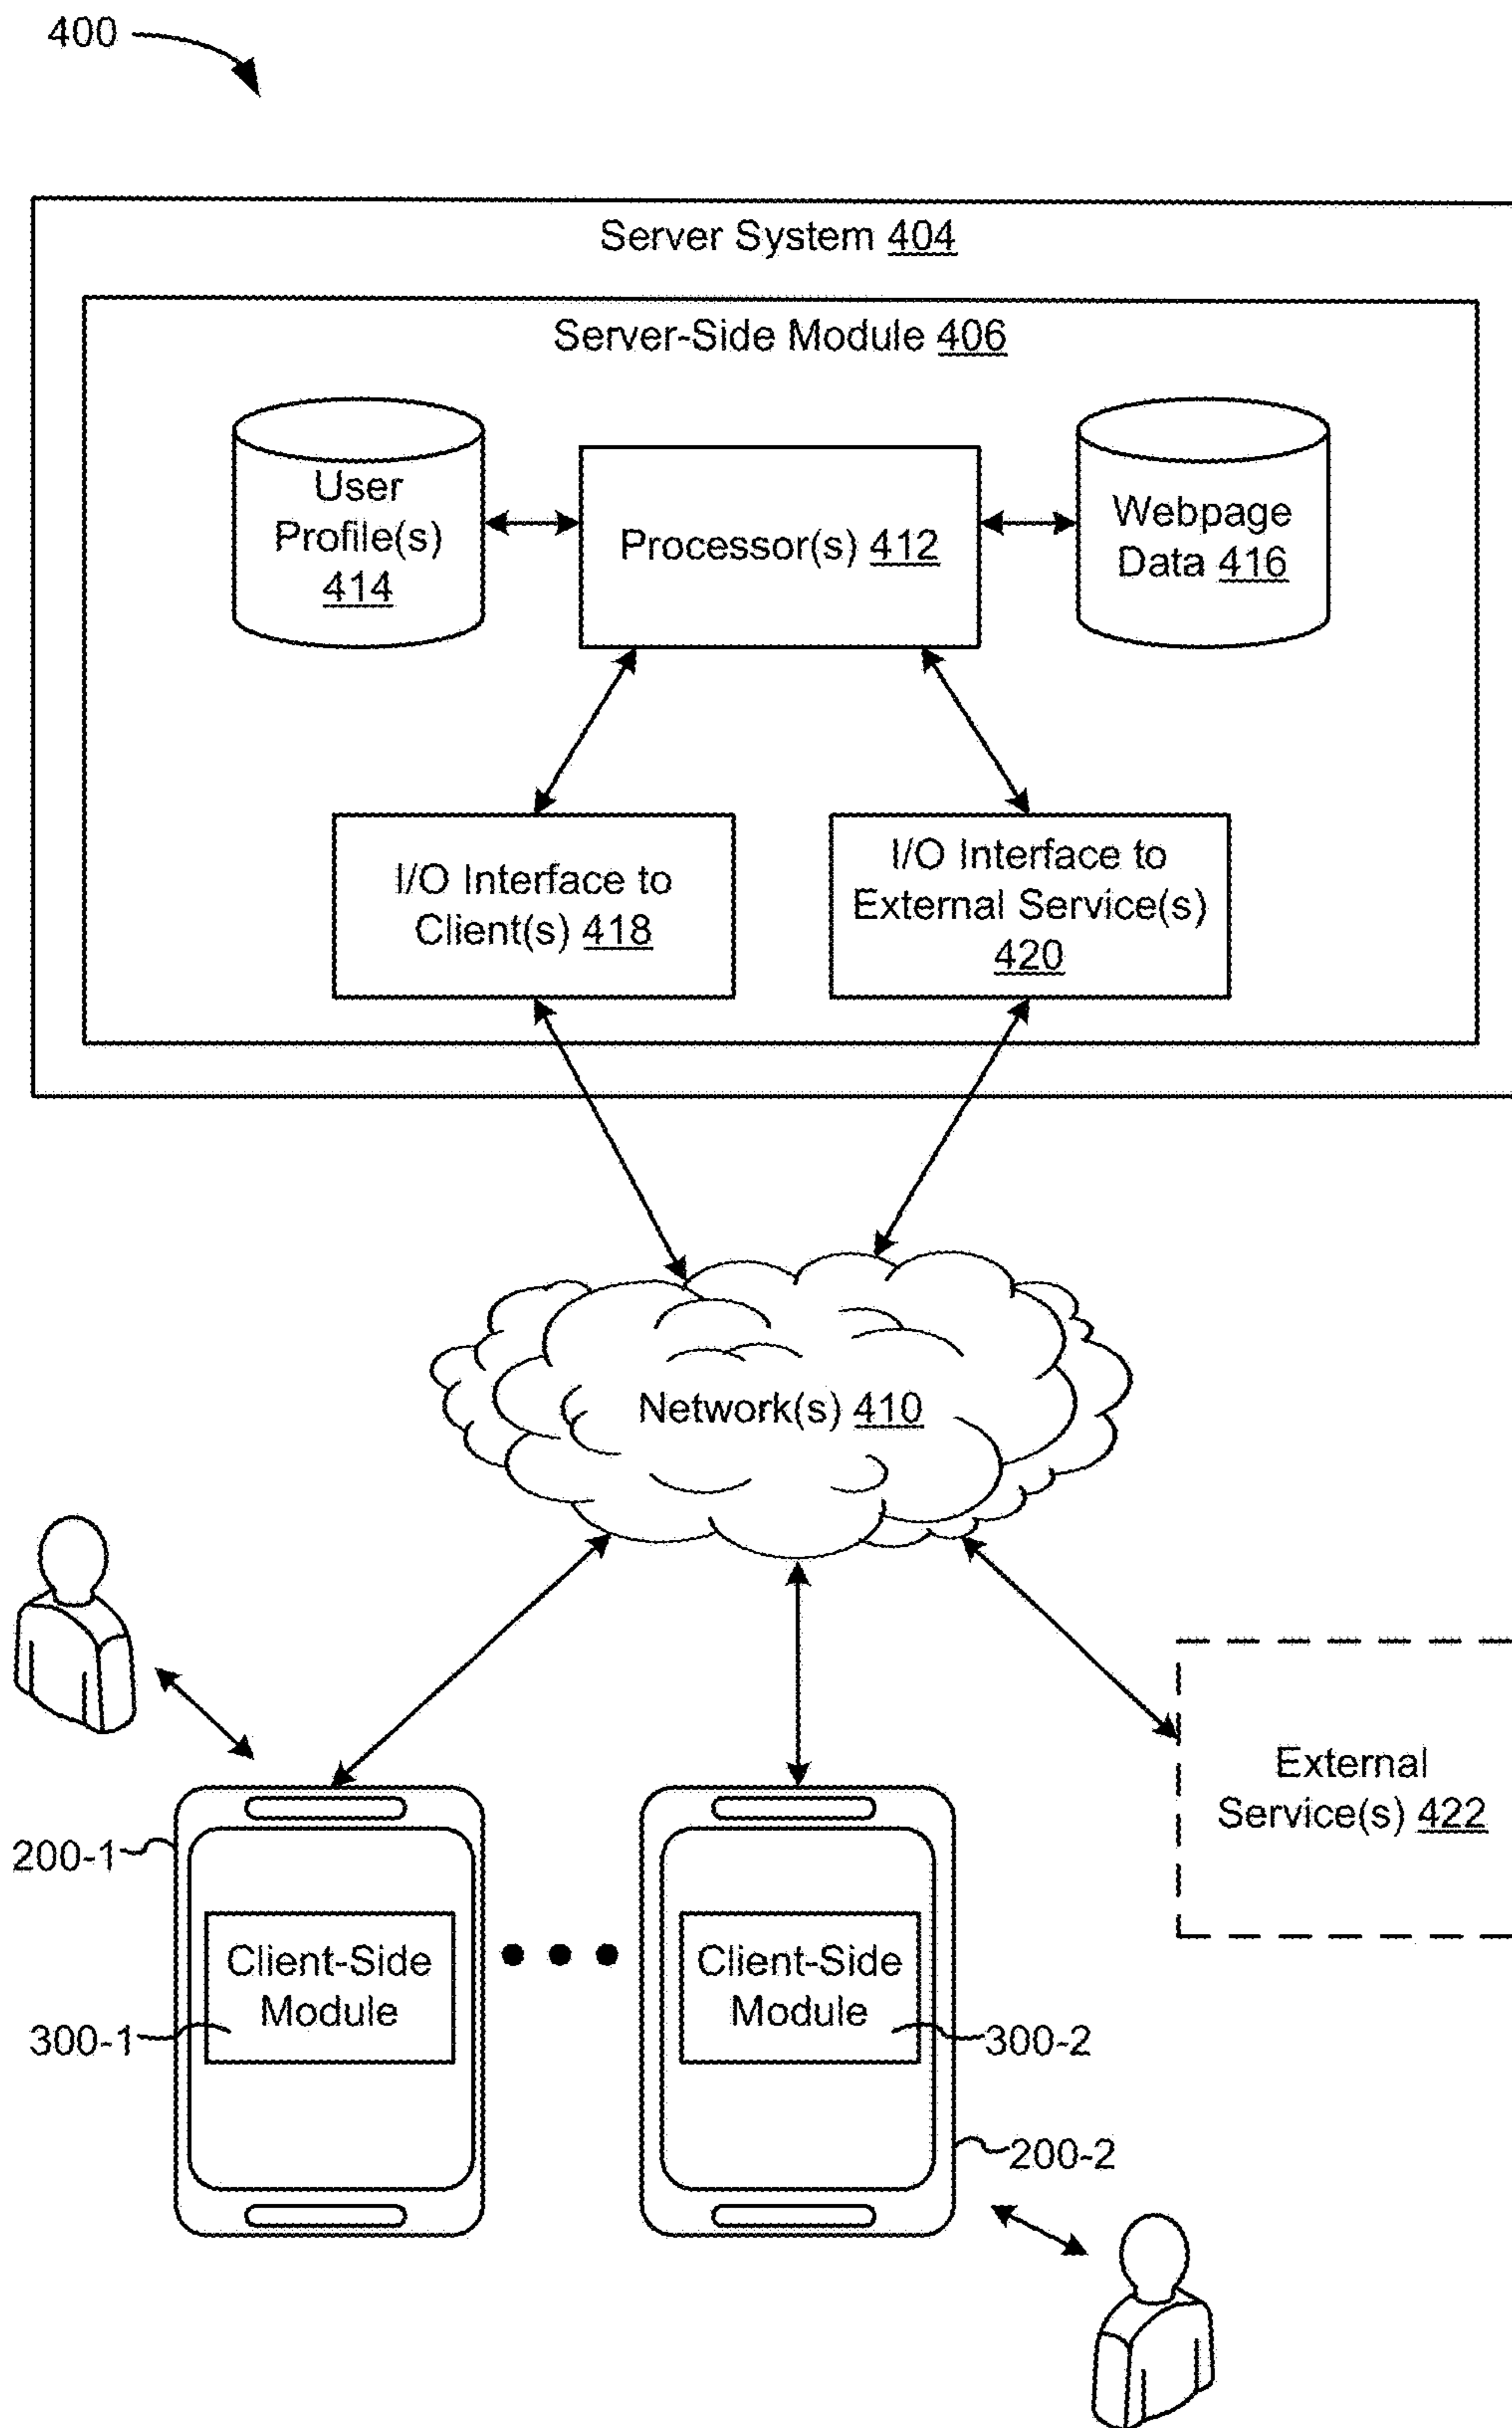 400
Server System 404
Server-Side Module 406
User
Profile(s)
414
Processor(s) 412
Webpage
Data 416
I/O Interface to
Client(s) 418
I/O Interface to
External Service(s)
420
Network(s) 410
External
Service(s) 422
200-1
Client-Side
Module
300-1
Client-Side
Module
300-2
200-2